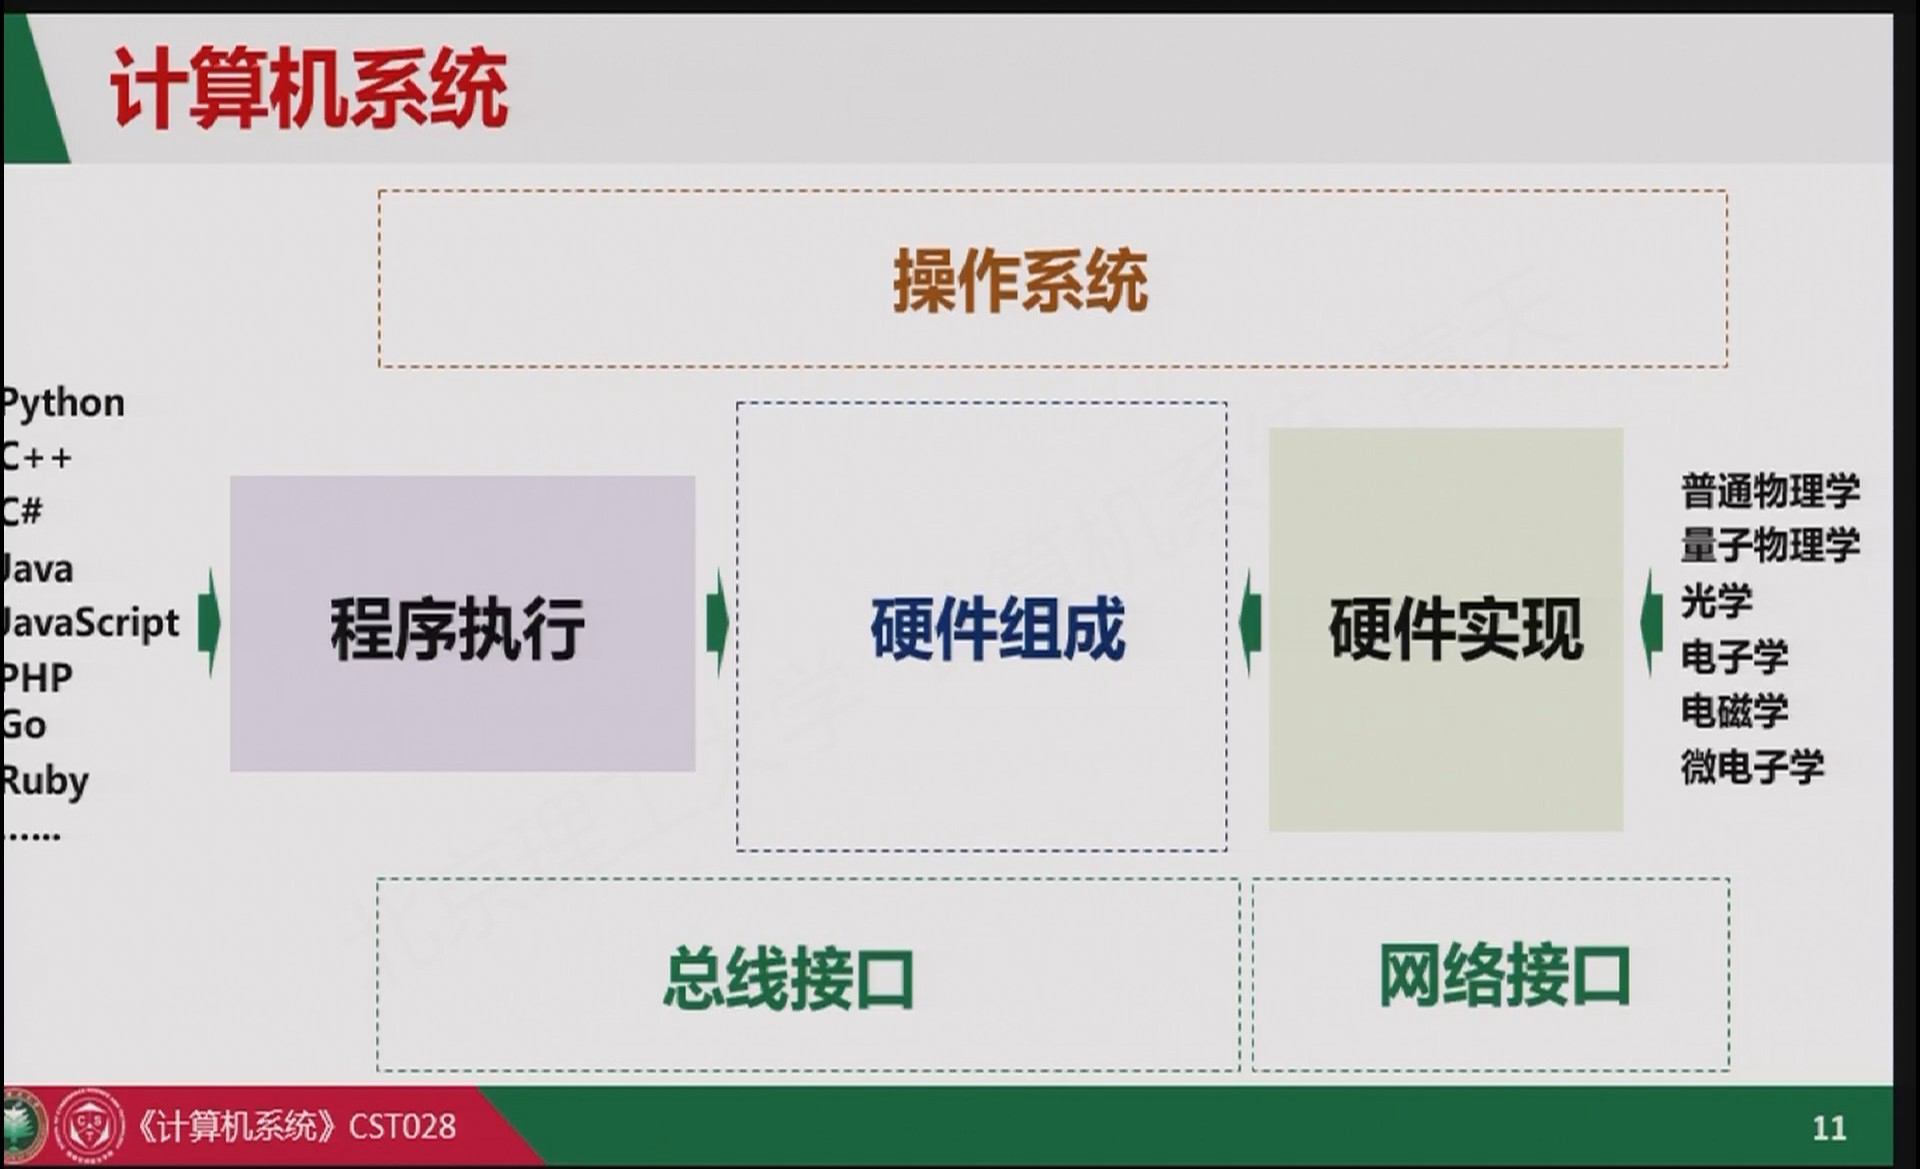 计算机系统
操作系统
Python
C++
C#
Java
JavaScript
PHP
Go
Ruby
......
程序执行
硬件组成
硬件实现
普通物理学
量子物理学
光学
电子学
电磁学
微电子学
总线接口
网络接口
《计算机系统》CST028
11